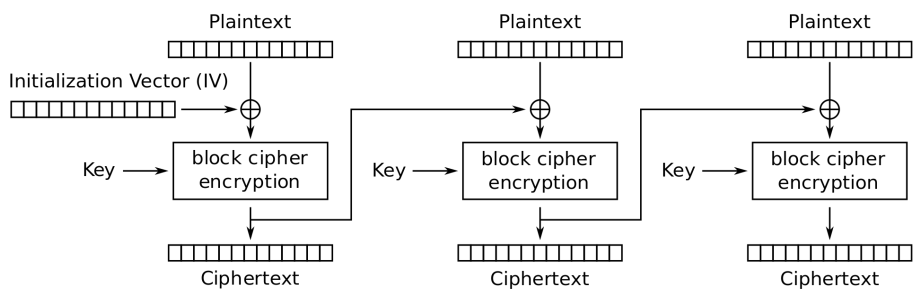 Plaintext
Plaintext
Plaintext
Initialization Vector (IV)
Key
block cipher
encryption
Key
block cipher
encryption
Key
block cipher
encryption
Ciphertext
Ciphertext
Ciphertext